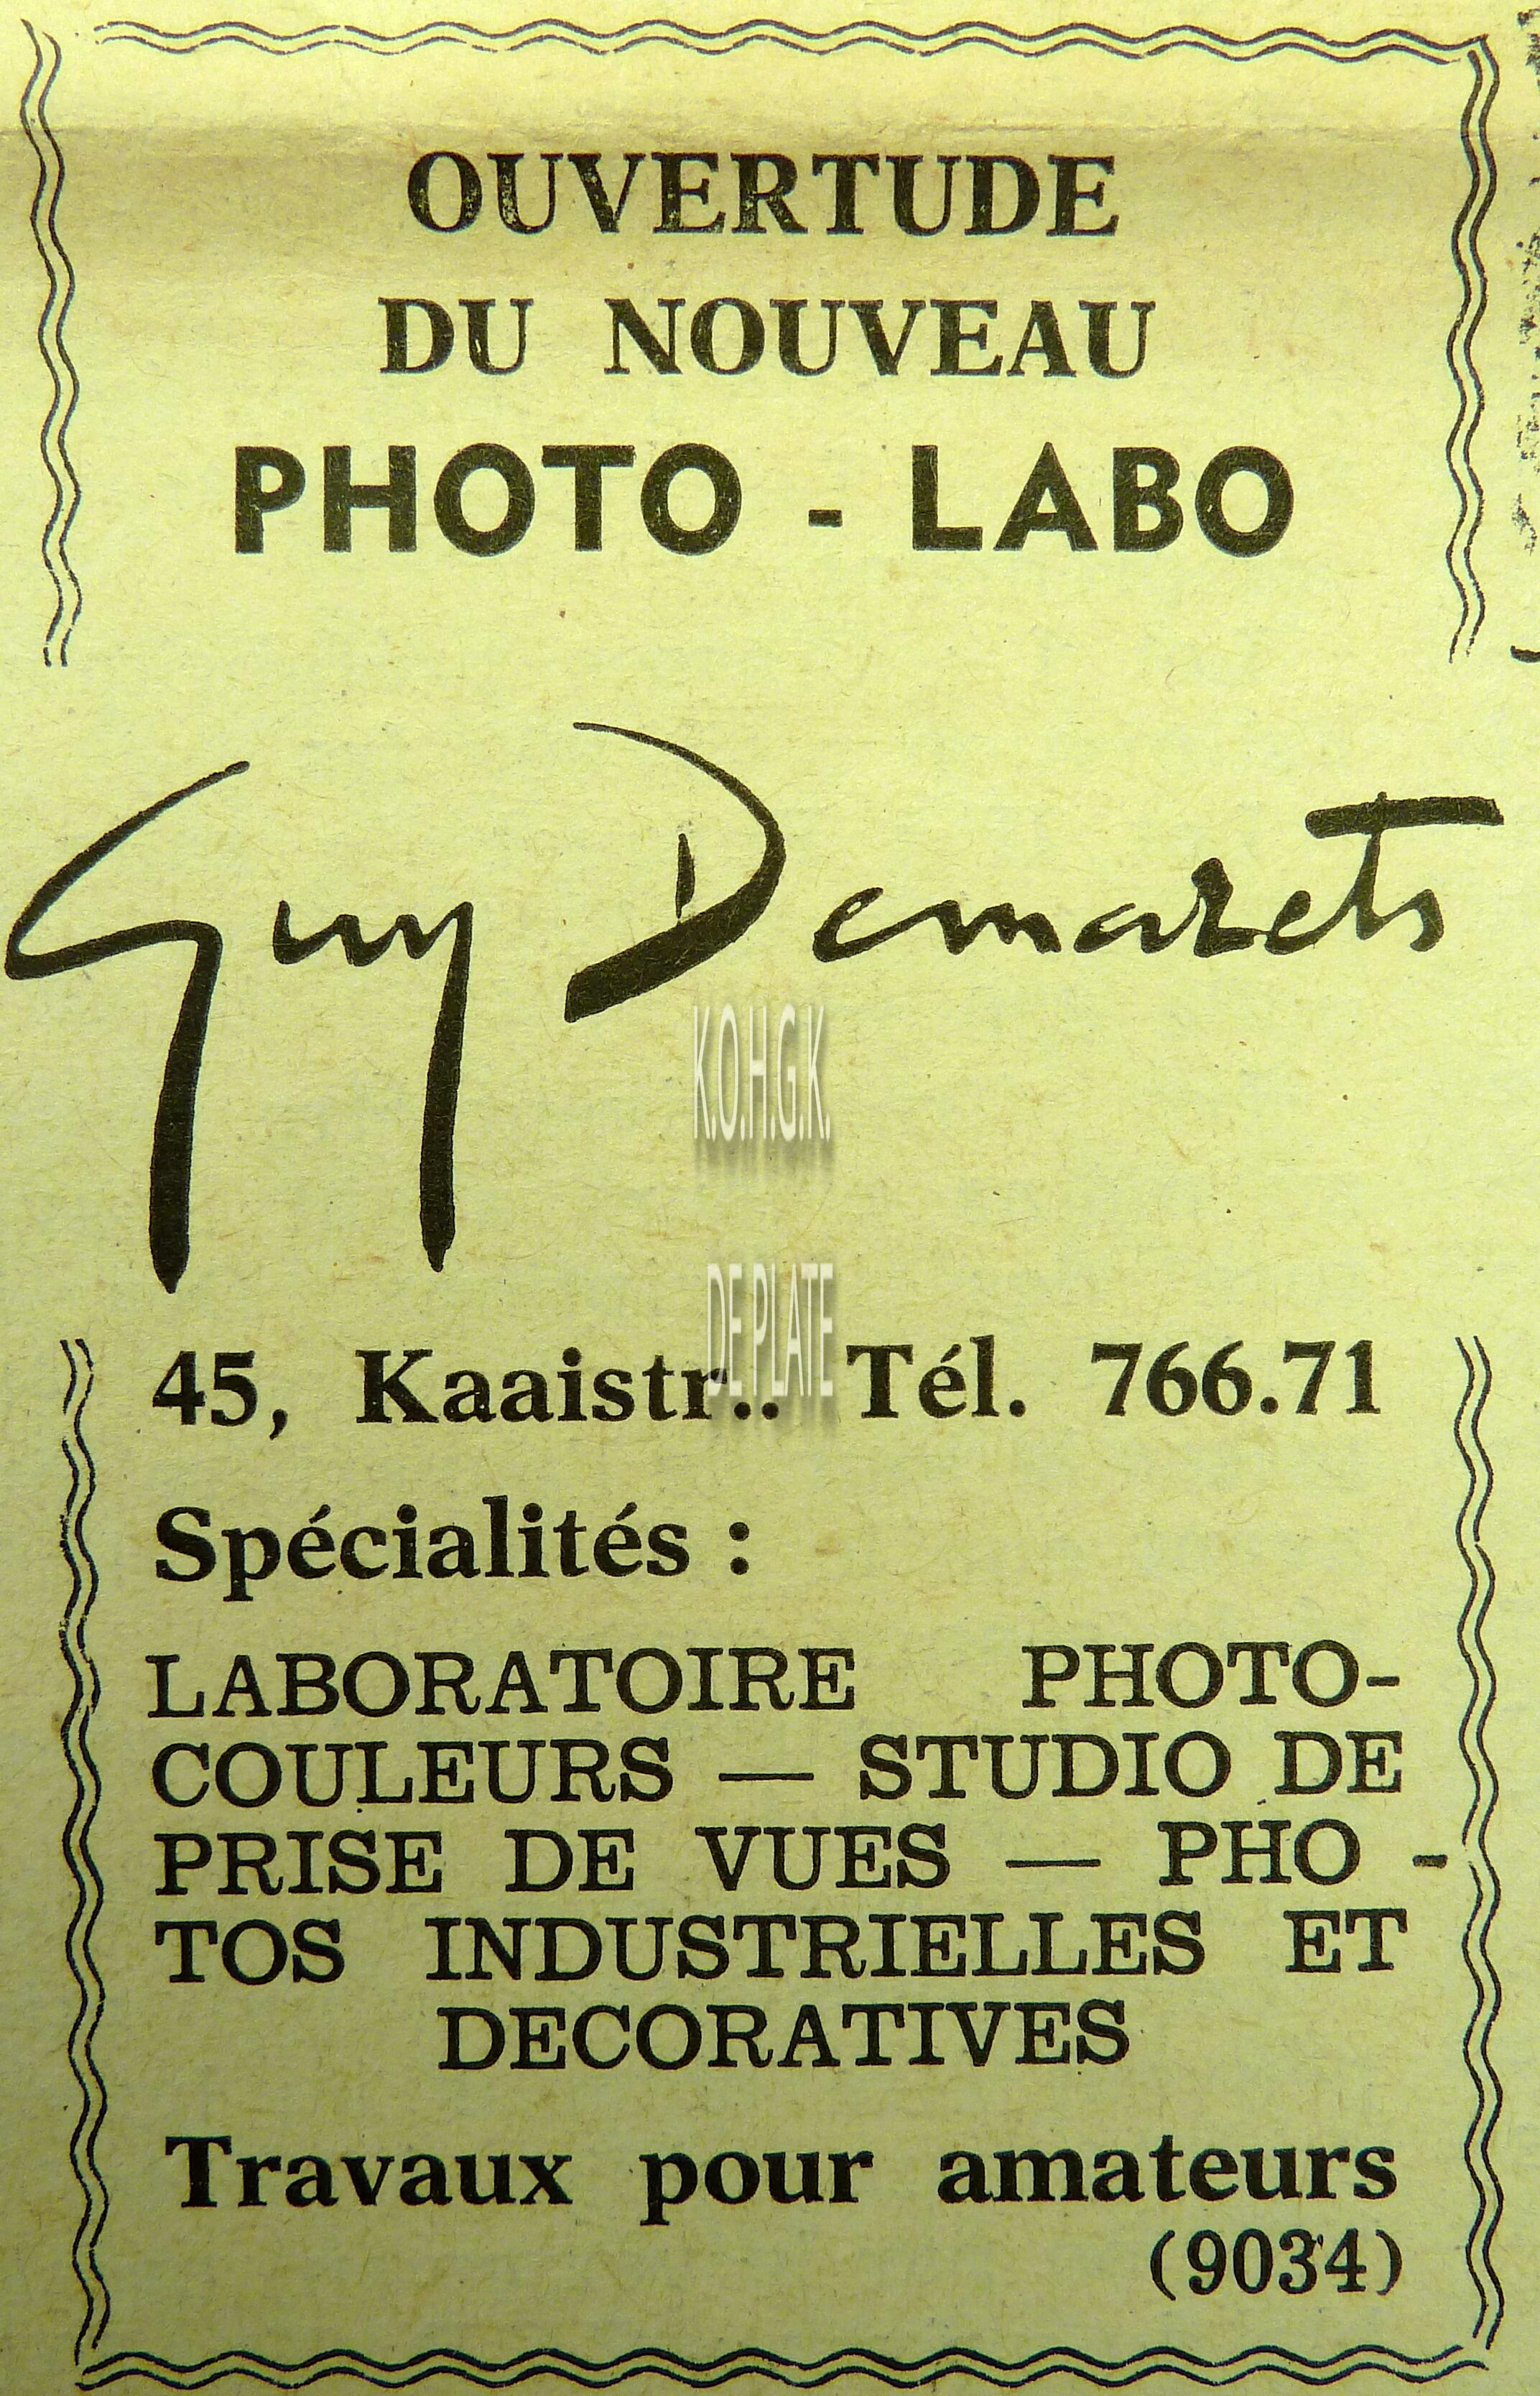 OUVERTUDE
DU NOUVEAU
PHOTO - LABO
Guy Demarets
K.O.H.G.K.
DE PLATE
45, Kaaistr.. Tél. 766.71
Spécialités :
LABORATOIRE PHOTO-
COULEURS — STUDIO DE
PRISE DE VUES — PHO -
TOS INDUSTRIELLES ET
DECORATIVES
Travaux pour amateurs
(9034)